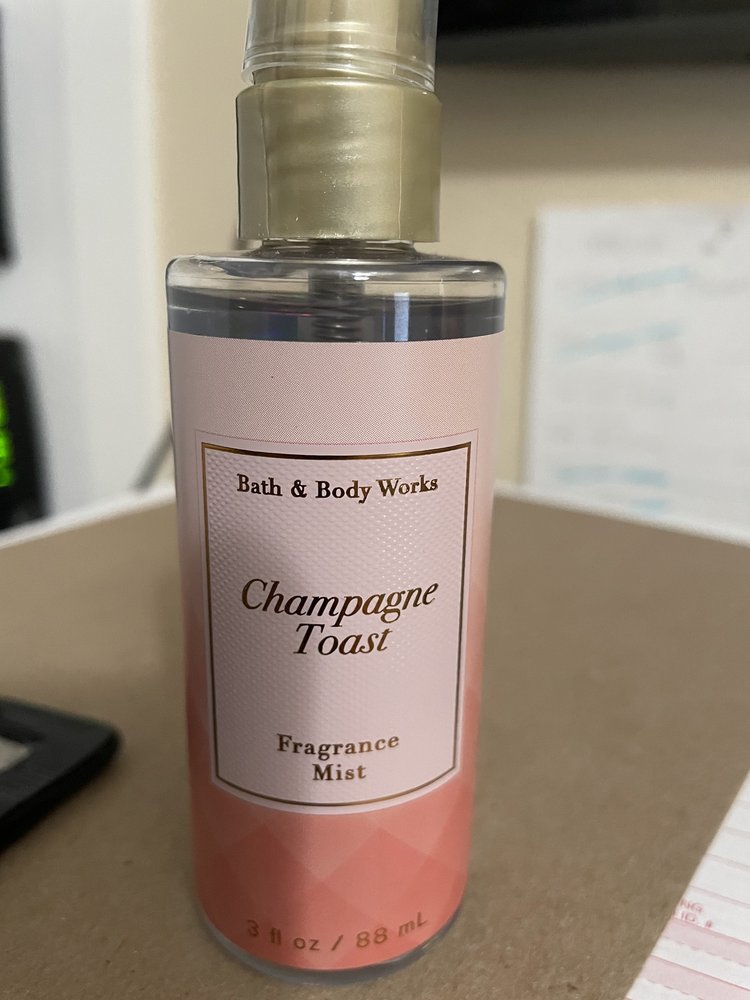 Bath & Body Works
Champagne
Toast
Fragrance
Mist
3 fl oz / 88 mL